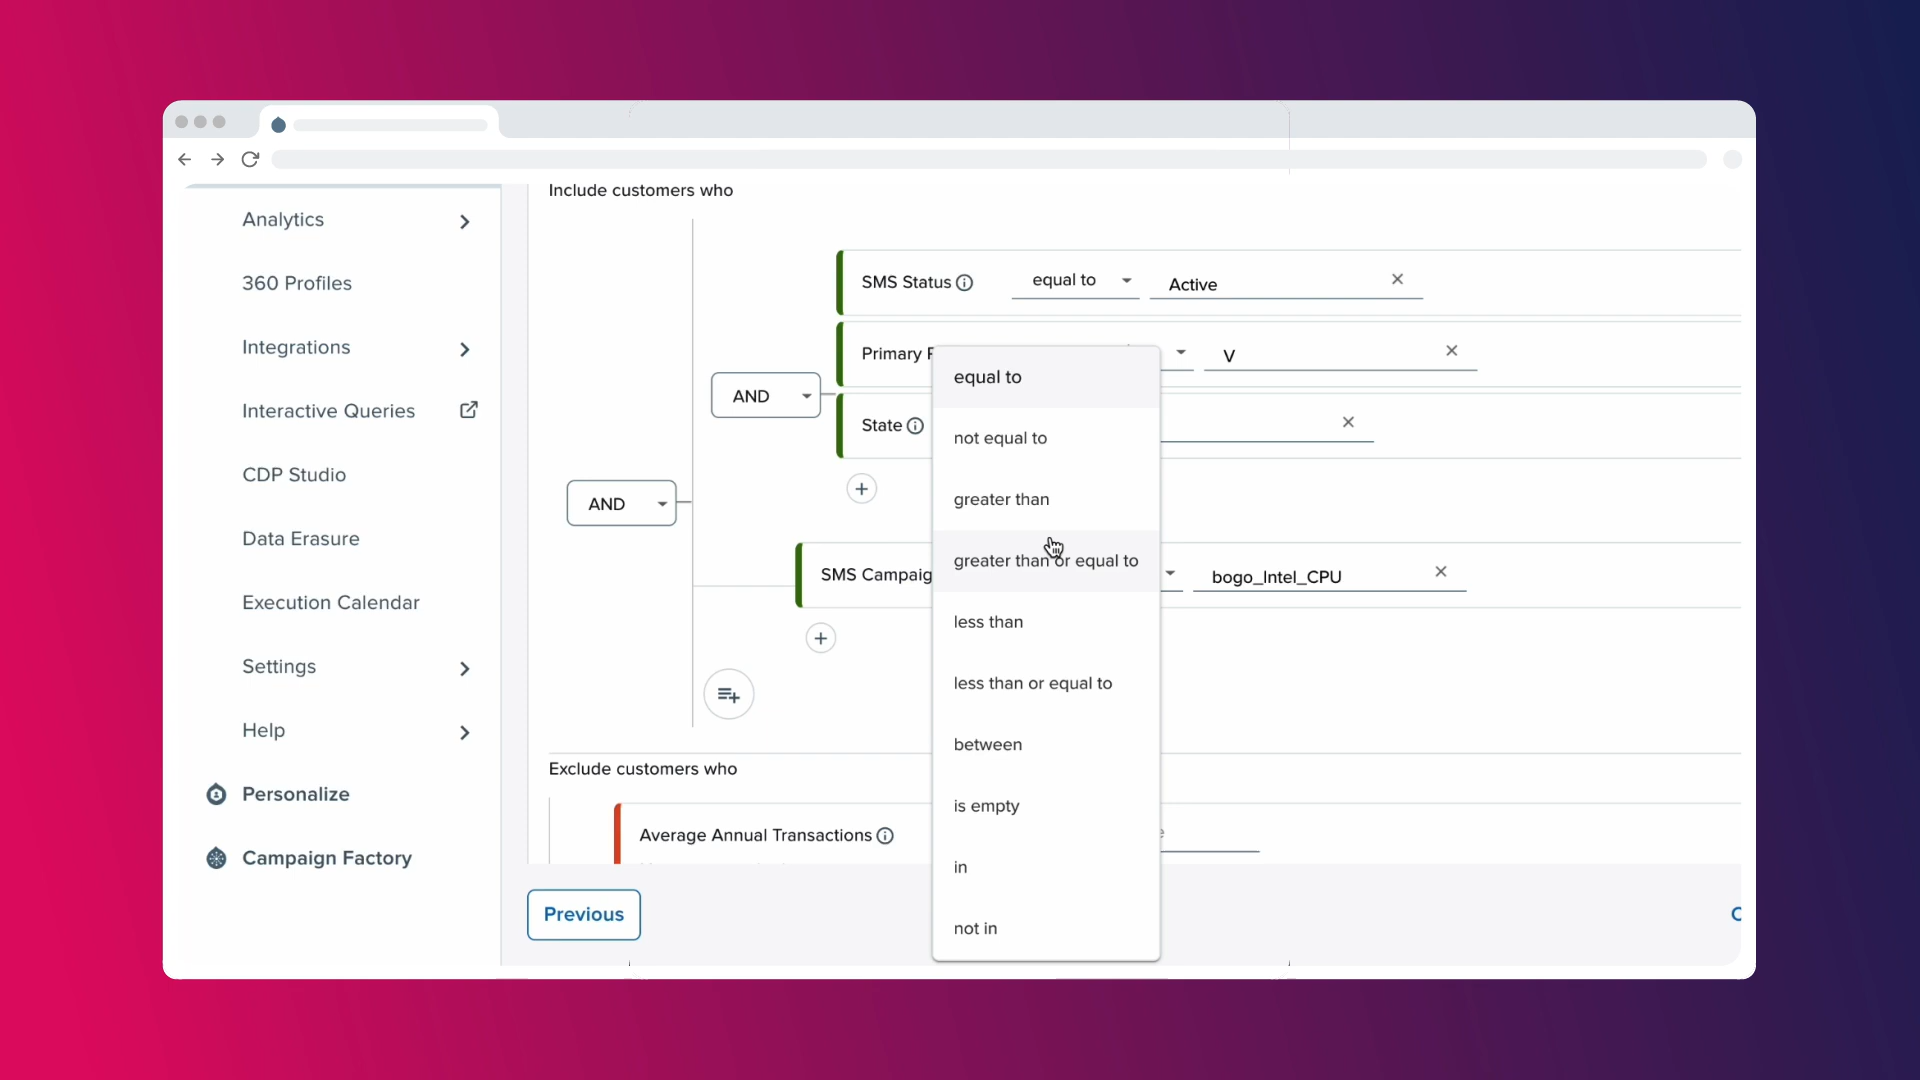 Include customers who
Analytics
360 Profiles
Integrations
Interactive Queries
CDP Studio
Data Erasure
Execution Calendar
Settings
Help
Personalize
Campaign Factory
AND
AND
SMS Status equal to Active
Primary V
State
SMS Campaig bogo_Intel_CPU
equal to
not equal to
greater than
greater than or equal to
less than
less than or equal to
between
is empty
in
not in
Exclude customers who
Average Annual Transactions
Previous